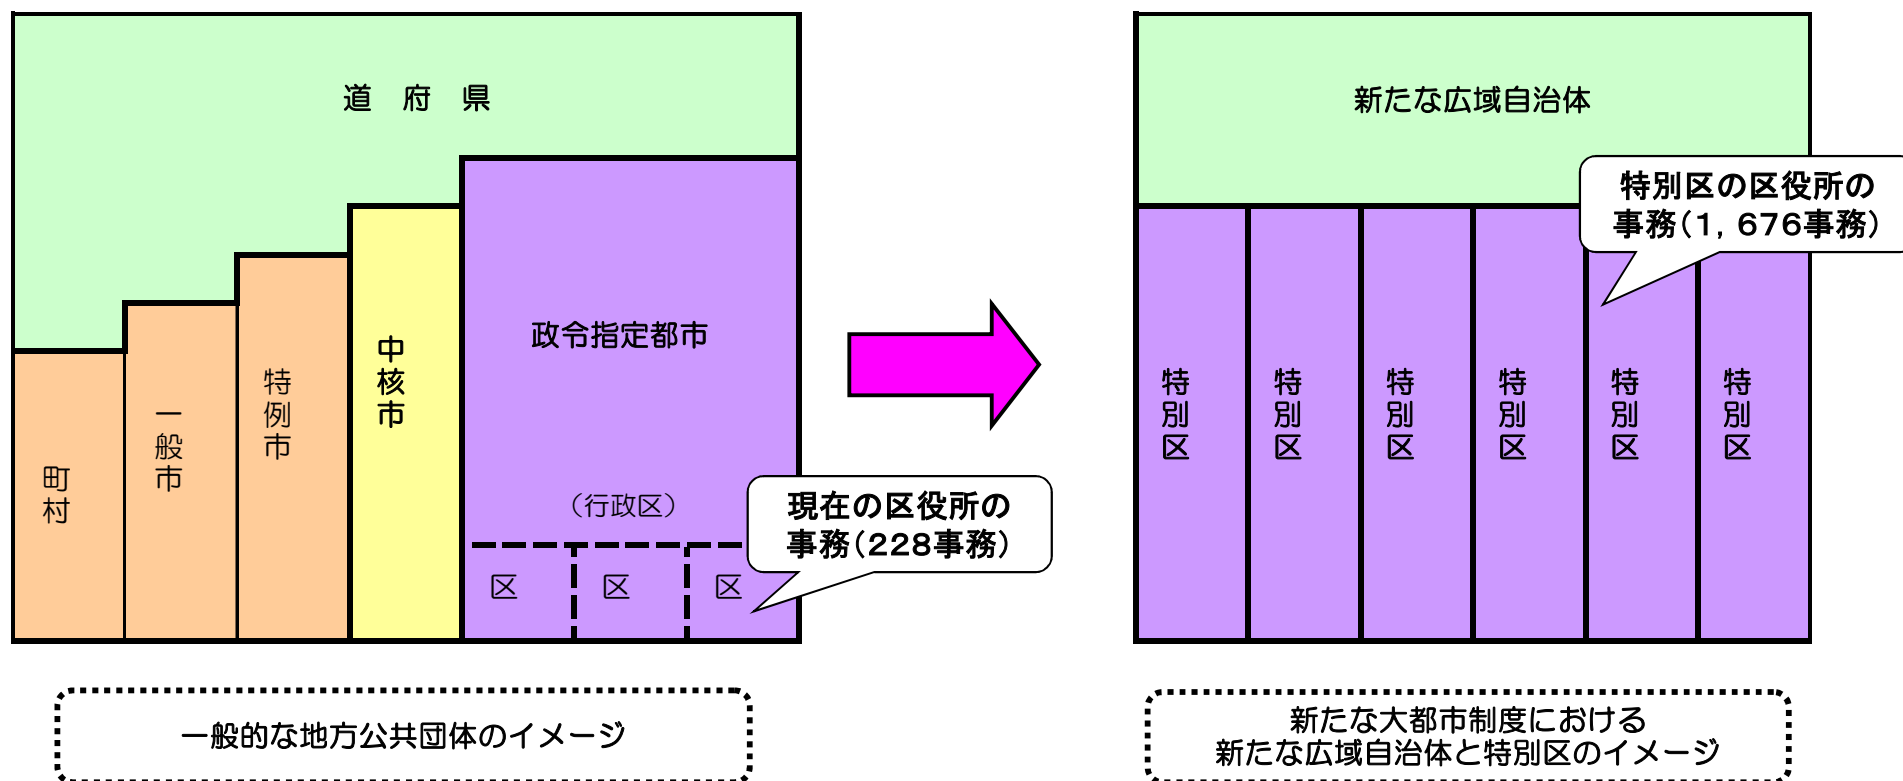 道　府　県
町村
一般市
特例市
中核市
政令指定都市
（行政区）
区
区
区
現在の区役所の
事務（２２８事務）
一般的な地方公共団体のイメージ
新たな広域自治体
特別区の区役所の
事務（１，６７６事務）
特別区
特別区
特別区
特別区
特別区
特別区
新たな大都市制度における
新たな広域自治体と特別区のイメージ